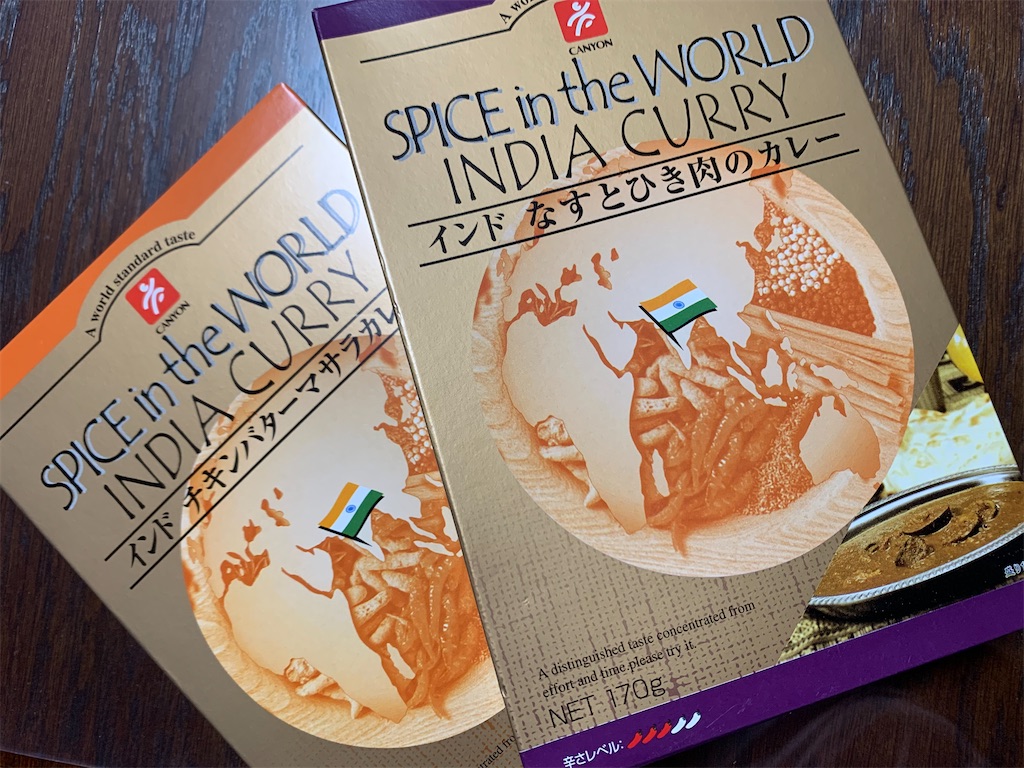 A world standard taste
CANYON
SPICE in the WORLD
INDIA CURRY
インド チキンバターマサラカレ
CANYON
SPICE in the WORLD
INDIA CURRY
インド なすとひき肉のカレー
A distinguished taste concentrated from
effort and time.please try it.
NET 170g
辛さレベル: